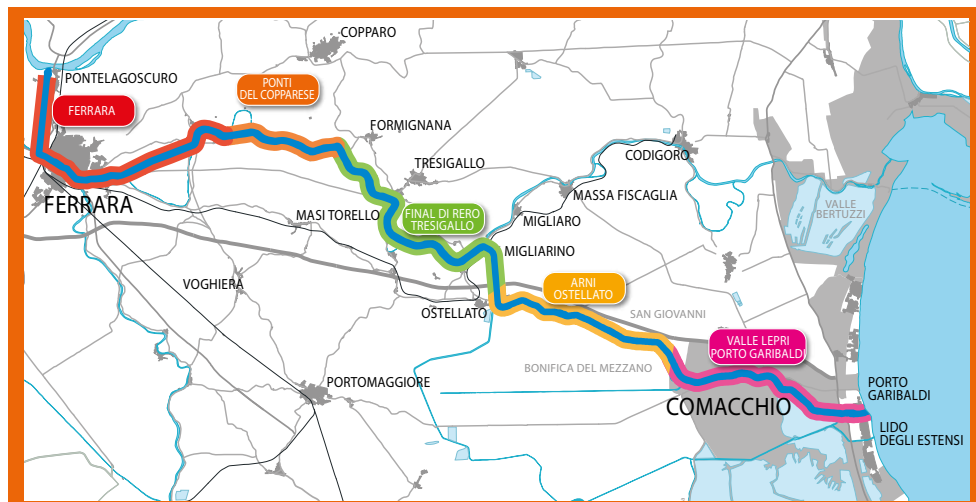 COPPARO
PONTELAGOSCURO
PONTI
DEL COPPARESE
FERRARA
FORMIGNANA
CODIGORO
TRESIGALLO
MASSA FISCAGLIA
FERRARA
VALLE
BERTUZZI
MASI TORELLO
FINAL DI RERO
TRESIGALLO
MIGLIARO
MIGLIARINO
VOGHIERA
ARNI
OSTELLATO
OSTELLATO
SAN GIOVANNI
VALLE LEPRI
PORTO GARIBALDI
BONIFICA DEL MEZZANO
PORTOMAGGIORE
PORTO
GARIBALDI
COMACCHIO
LIDO
DEGLI ESTENSI